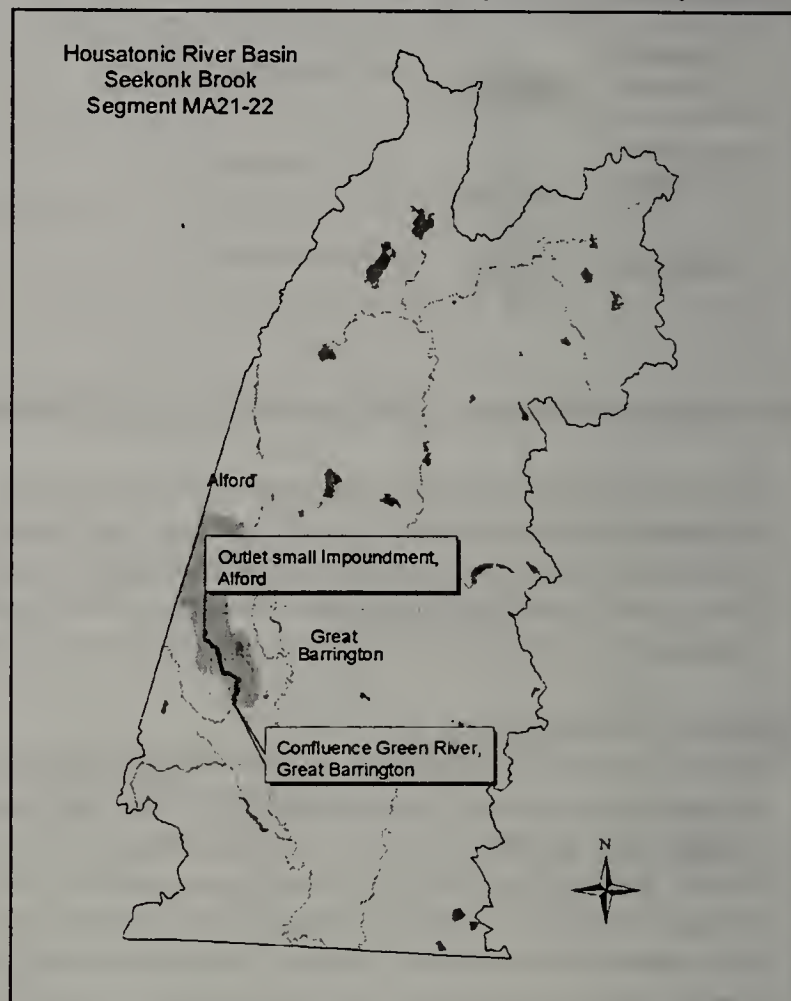 Housatonic River Basin
Seekonk Brook
Segment MA21-22
Alford
Outlet small Impoundment,
Alford
Great
Barrington
Confluence Green River,
Great Barrington
N